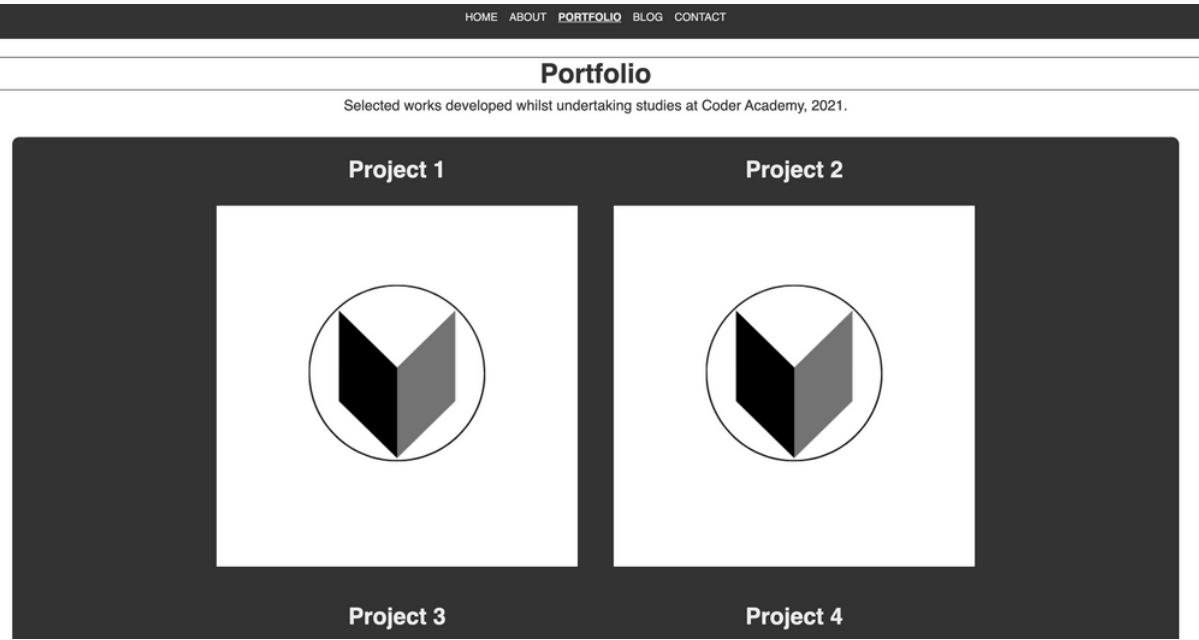 HOME ABOUT PORTFOLIO BLOG CONTACT
Portfolio
Selected works developed whilst undertaking studies at Coder Academy, 2021.
Project 1 Project 2
Project 3 Project 4